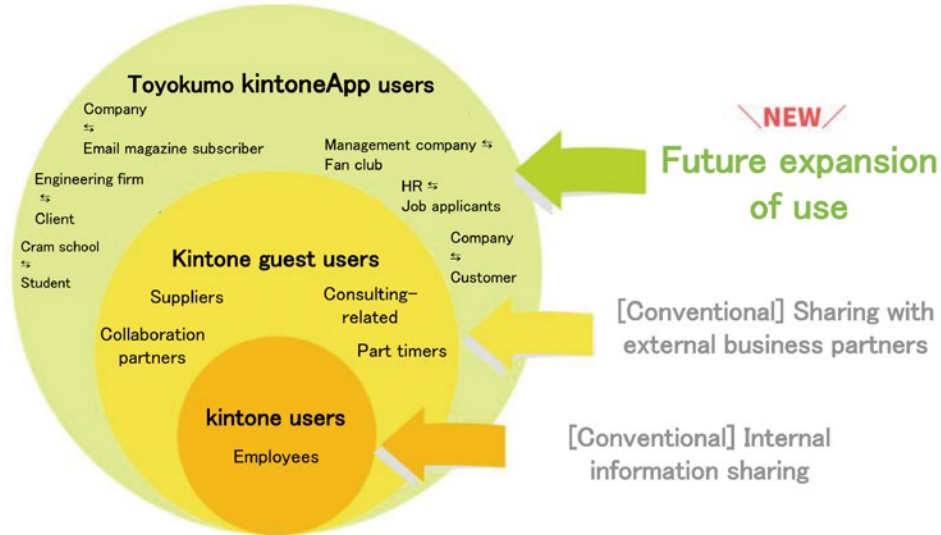 Toyokumo kintoneApp users
Company
⇆
Email magazine subscriber
Management company ⇆
Fan club
Engineering firm
⇆
Client
HR ⇆
Job applicants
Cram school
⇆
Student
Company
⇆
Customer
Kintone guest users
Suppliers
Consulting-
related
Collaboration
partners
Part timers
kintone users
Employees
NEW
Future expansion
of use
[Conventional] Sharing with
external business partners
[Conventional] Internal
information sharing